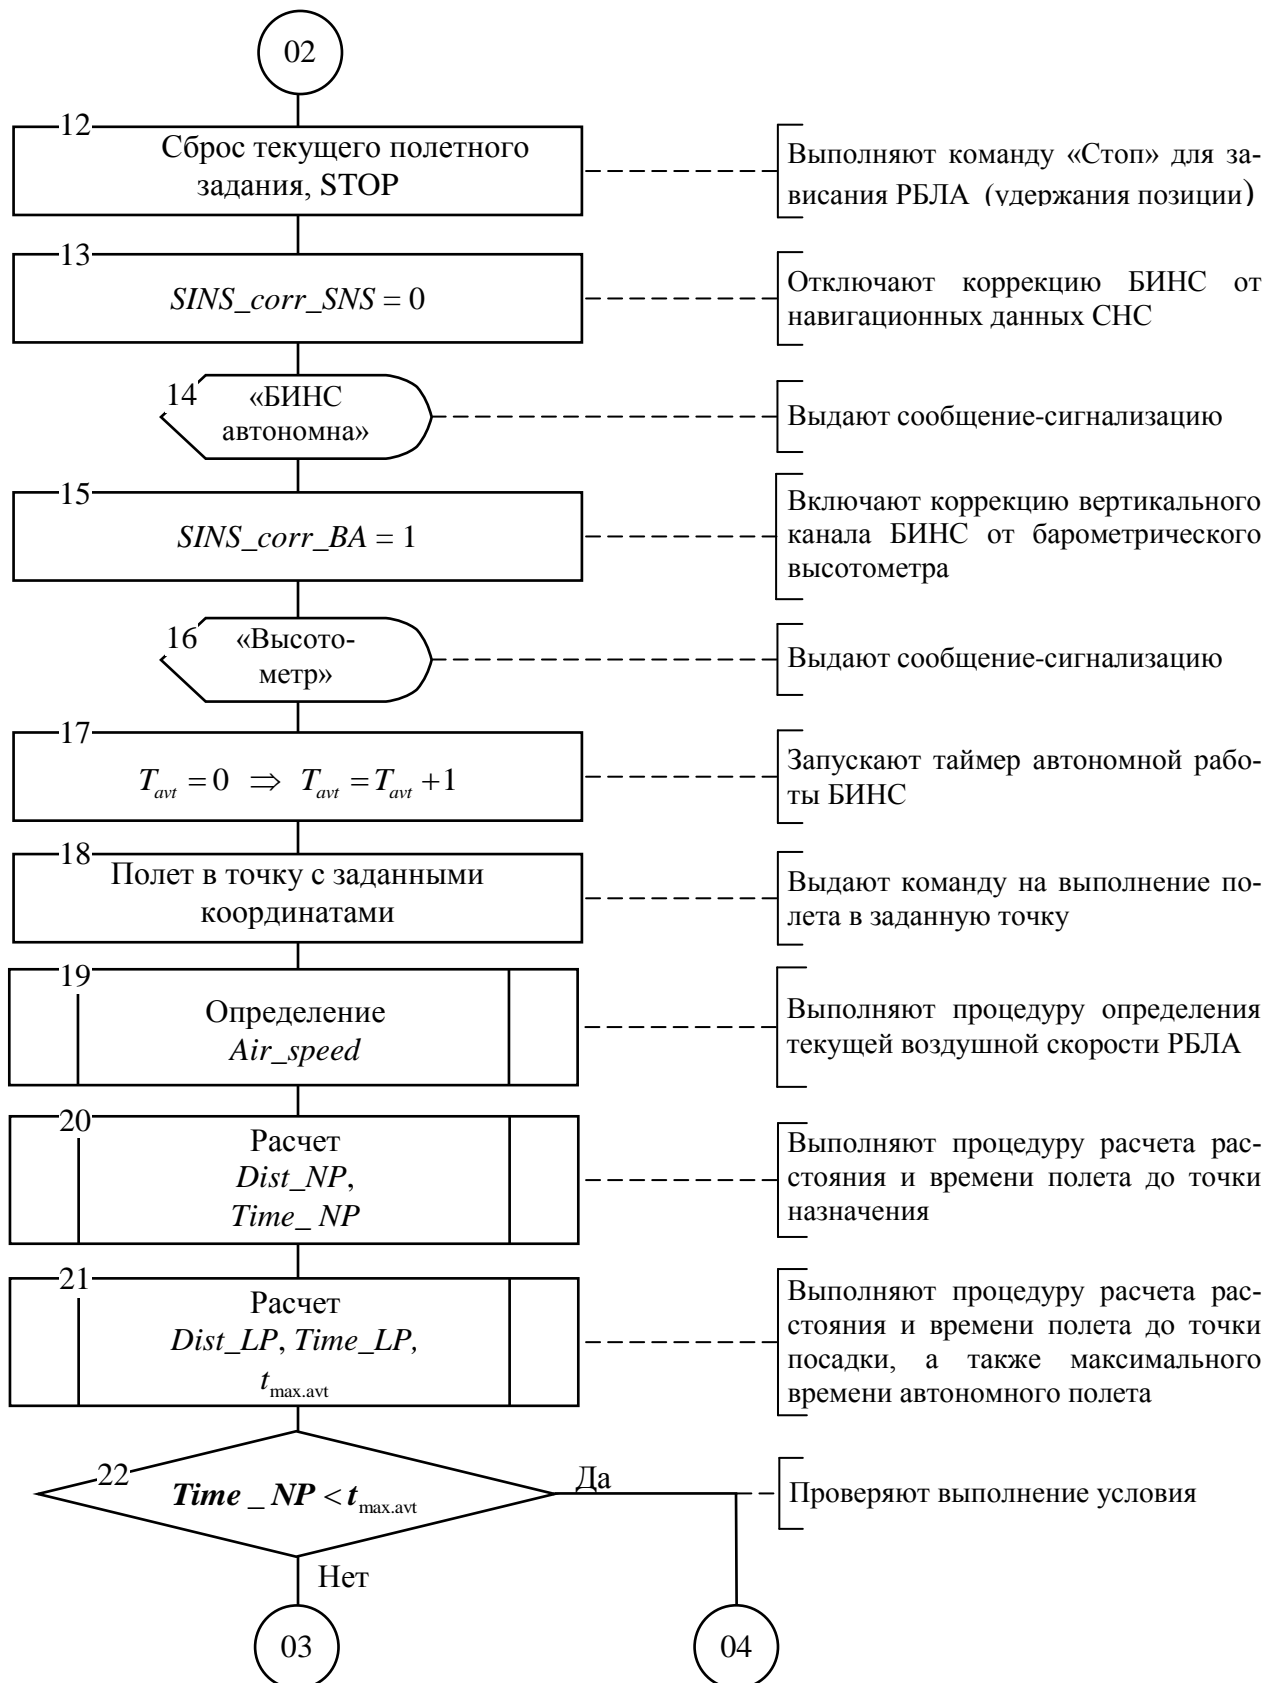 02
12
Сброс текущего полетного
задания, STOP
Выполняют команду «Стоп» для за-
висания РБЛА (удержания позиции)
13
SINS_corr_SNS = 0
Отключают коррекцию БИНС от
навигационных данных СНС
14 «БИНС
автономна»
Выдают сообщение-сигнализацию
15
SINS_corr_BA = 1
Включают коррекцию вертикального
канала БИНС от барометрического
высотометра
16 «Высото-
метр»
Выдают сообщение-сигнализацию
17
T_avt = 0 ⇒ T_avt = T_avt + 1
Запускают таймер автономной рабо-
ты БИНС
18
Полет в точку с заданными
координатами
Выдают команду на выполнение по-
лета в заданную точку
19
Определение
Air_speed
Выполняют процедуру определения
текущей воздушной скорости РБЛА
20
Расчет
Dist_NP,
Time_ NP
Выполняют процедуру расчета рас-
стояния и времени полета до точки
назначения
21
Расчет
Dist_LP, Time_LP,
t_max.avt
Выполняют процедуру расчета рас-
стояния и времени полета до точки
посадки, а также максимального
времени автономного полета
22
Time _ NP < t_max.avt
Да
Проверяют выполнение условия
Нет
03
04